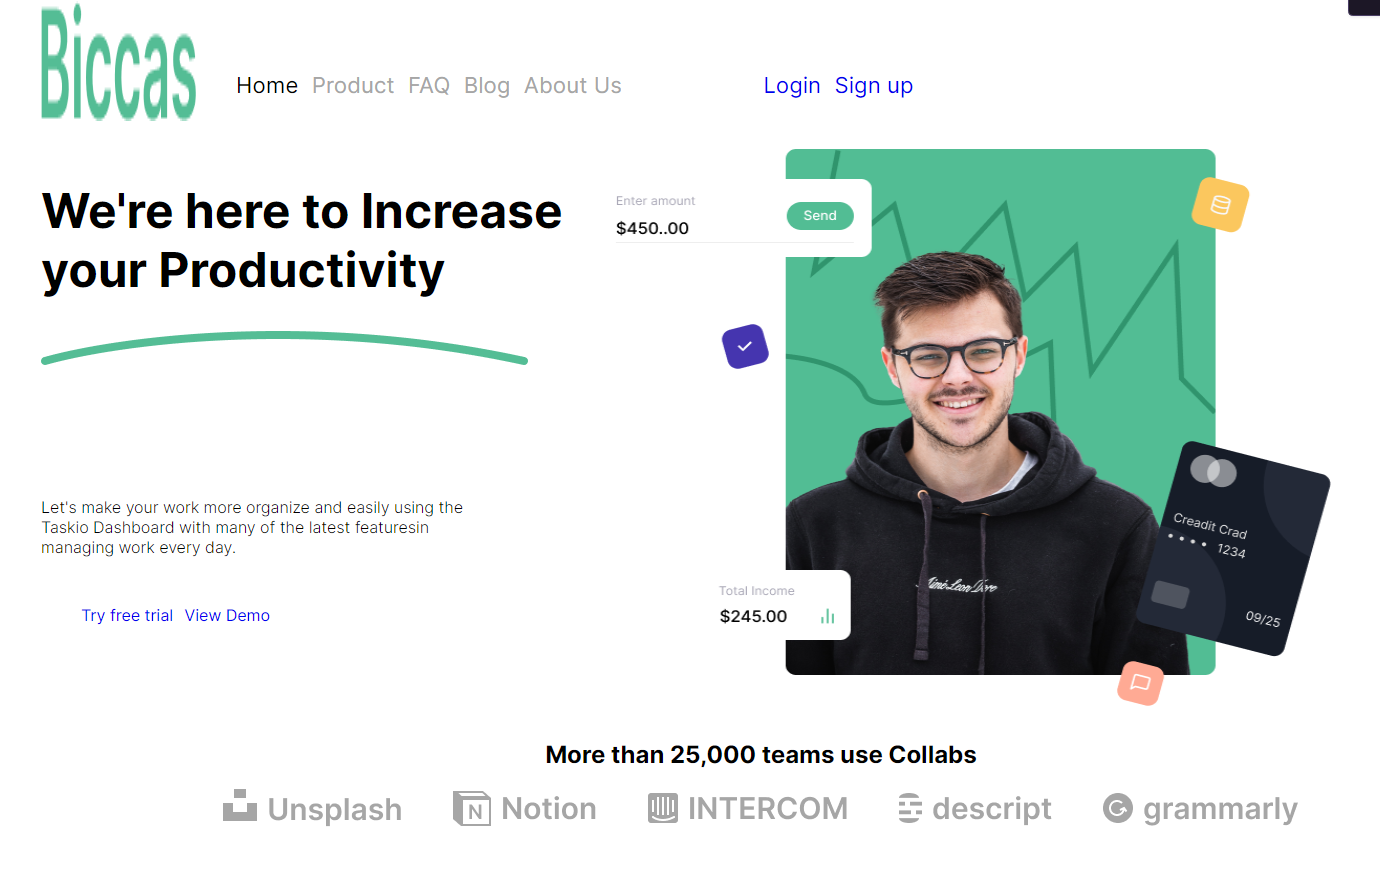 Biccas
Home Product FAQ Blog About Us
Login Sign up
We're here to Increase
your Productivity
Enter amount
$450..00
Send
Creadit Crad
1234
09/25
Let's make your work more organize and easily using the
Taskio Dashboard with many of the latest featuresin
managing work every day.
Try free trial View Demo
Total Income
$245.00
Aimé Leon Dore
More than 25,000 teams use Collabs
Unsplash
Notion
INTERCOM
descript
grammarly